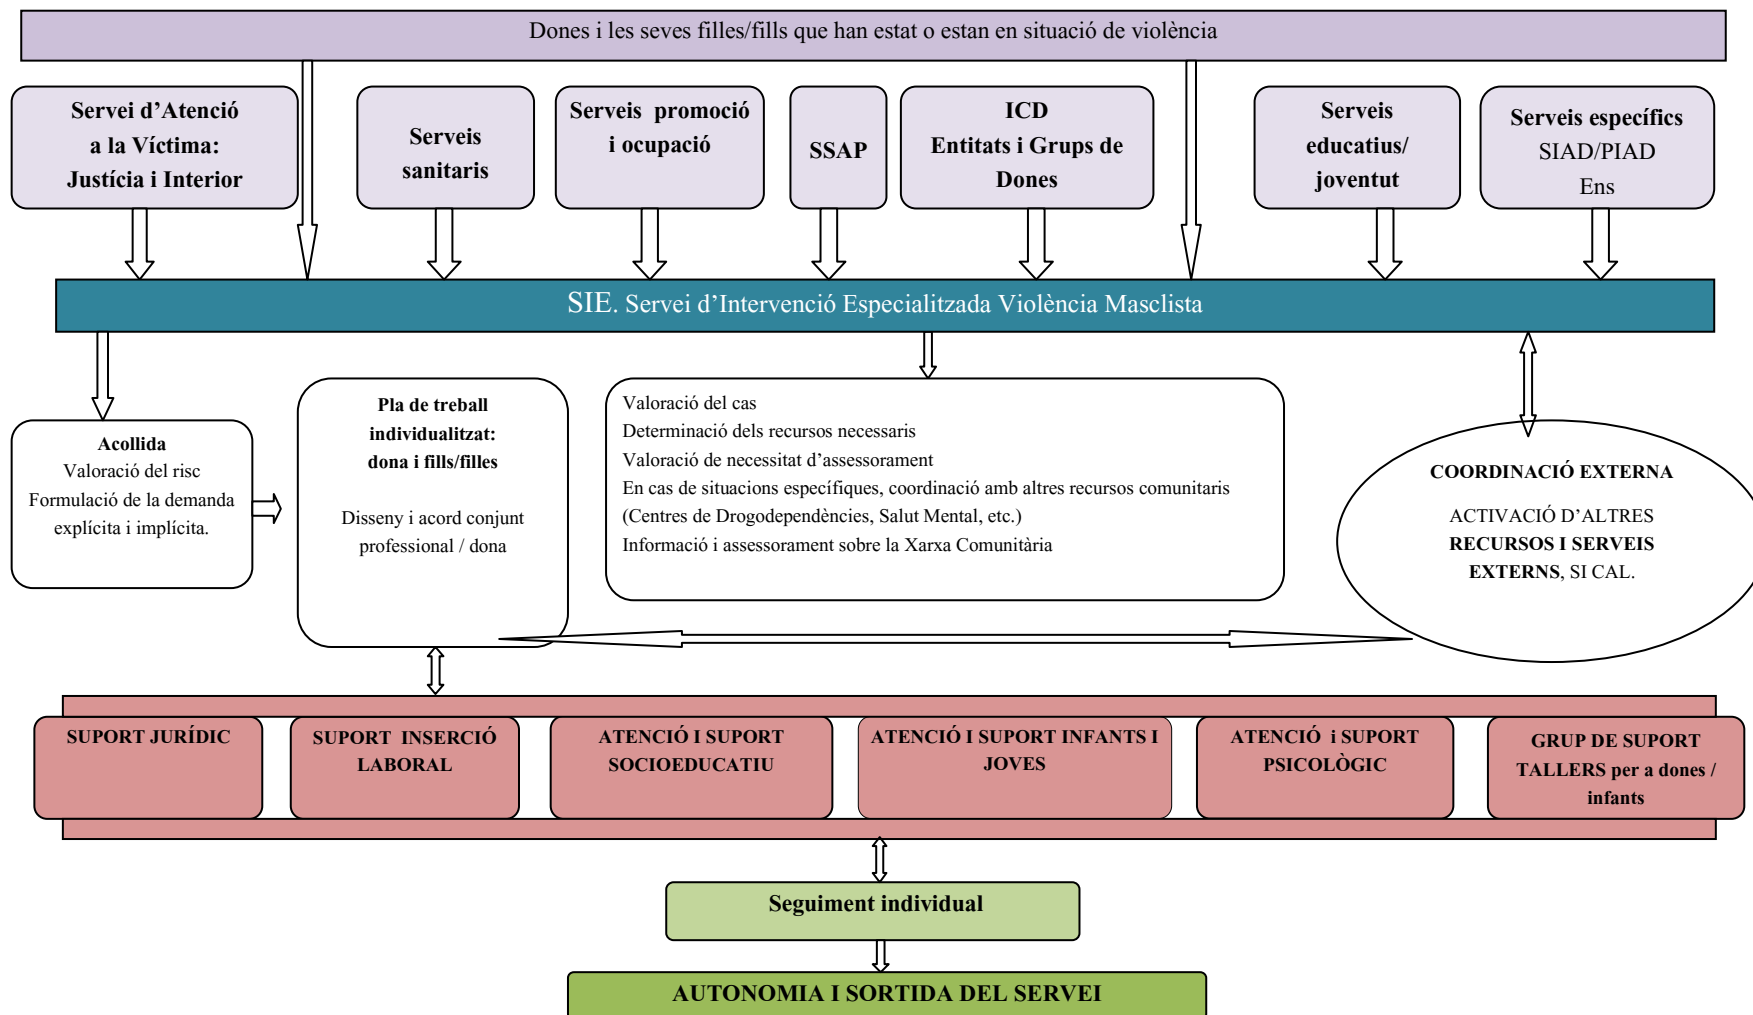 Dones i les seves filles/fills que han estat o estan en situació de violència
Servei d’Atenció
a la Víctima:
Justícia i Interior
Serveis
sanitaris
Serveis promoció
i ocupació
SSAP
ICD
Entitats i Grups de
Dones
Serveis
educatius/
joventut
Serveis específics
SIAD/PIAD
Ens
SIE. Servei d’Intervenció Especialitzada Violència Masclista
Acollida
Valoració del risc
Formulació de la demanda
explícita i implícita.
Pla de treball
individualitzat:
dona i fills/filles
Disseny i acord conjunt
professional / dona
Valoració del cas
Determinació dels recursos necessaris
Valoració de necessitat d’assessorament
En cas de situacions específiques, coordinació amb altres recursos comunitaris
(Centres de Drogodependències, Salut Mental, etc.)
Informació i assessorament sobre la Xarxa Comunitària
COORDINACIÓ EXTERNA
ACTIVACIÓ D’ALTRES
RECURSOS I SERVEIS
EXTERNS, SI CAL.
SUPORT JURÍDIC
SUPORT INSERCIÓ
LABORAL
ATENCIÓ I SUPORT
SOCIOEDUCATIU
ATENCIÓ I SUPORT INFANTS I
JOVES
ATENCIÓ i SUPORT
PSICOLÒGIC
GRUP DE SUPORT
TALLERS per a dones /
infants
Seguiment individual
AUTONOMIA I SORTIDA DEL SERVEI